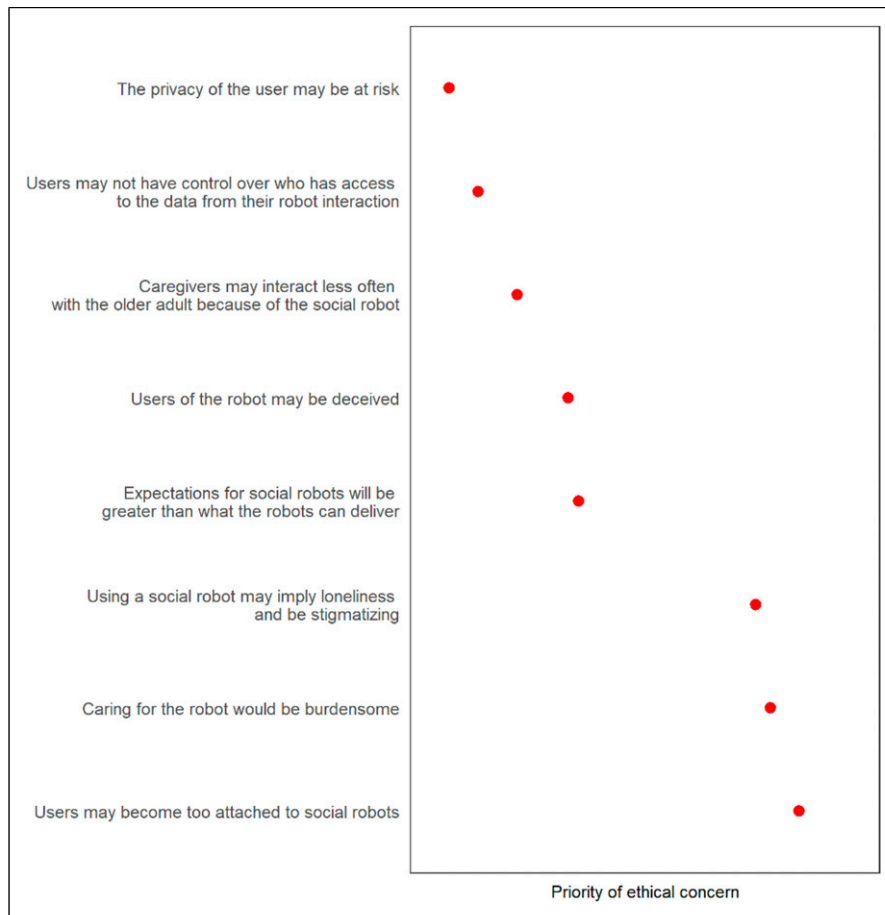 The privacy of the user may be at risk
Users may not have control over who has access
to the data from their robot interaction
Caregivers may interact less often
with the older adult because of the social robot
Users of the robot may be deceived
Expectations for social robots will be
greater than what the robots can deliver
Using a social robot may imply loneliness
and be stigmatizing
Caring for the robot would be burdensome
Users may become too attached to social robots
Priority of ethical concern